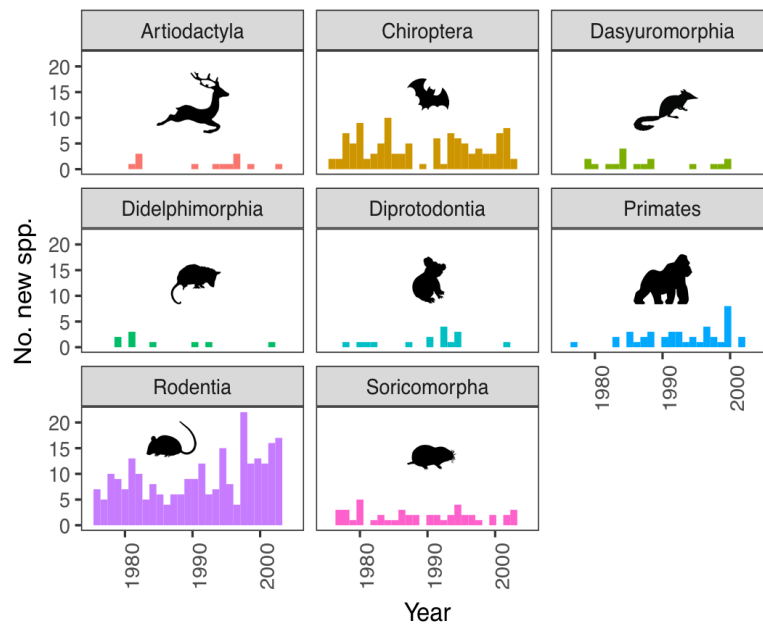 No. new spp.
Artiodactyla
Chiroptera
Dasyuromorphia
20
15
10
5
0
Didelphimorphia
Diprotodontia
Primates
20
15
10
5
0
1980
1990
2000
Rodentia
Soricomorpha
20
15
10
5
0
1980
1990
2000
1980
1990
2000
Year